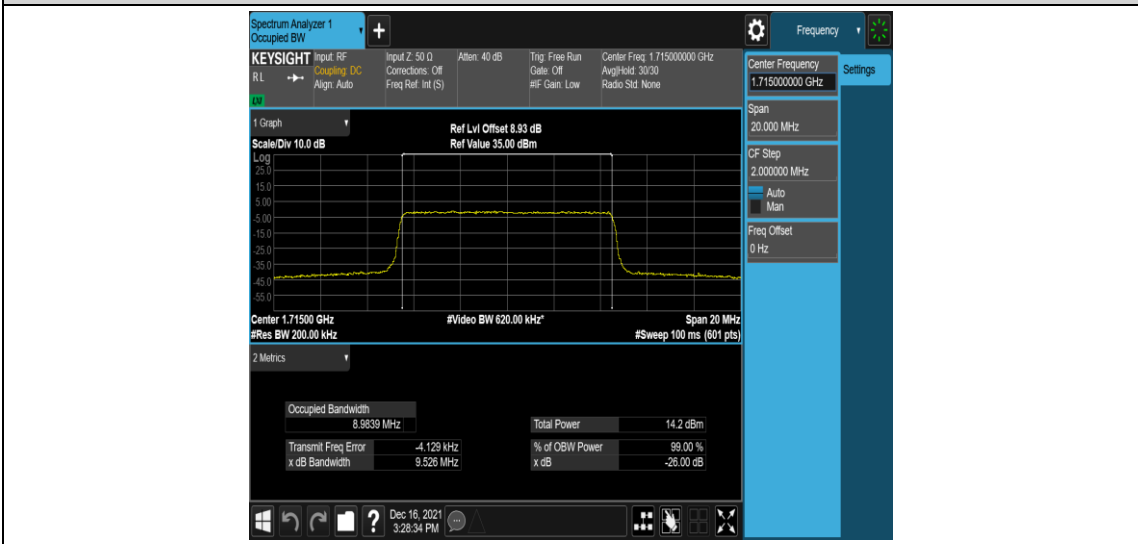 Spectrum Analyzer 1
Occupied BW
+
Frequency
KEYSIGHT
RL
LXI
Input: RF
Coupling: DC
Align: Auto
Input Z: 50 Ω
Corrections: Off
Freq Ref: Int (S)
Atten: 40 dB
Trig: Free Run
Gate: Off
#IF Gain: Low
Center Freq: 1.715000000 GHz
Avg|Hold: 30/30
Radio Std: None
Center Frequency
1.715000000 GHz
Settings
Span
20.000 MHz
CF Step
2.000000 MHz
Auto
Man
Freq Offset
0 Hz
1 Graph
Scale/Div 10.0 dB
Ref Lvl Offset 8.93 dB
Ref Value 35.00 dBm
Log
25.0
15.0
5.00
-5.00
-15.0
-25.0
-35.0
-45.0
-55.0
Center 1.71500 GHz
#Res BW 200.00 kHz
#Video BW 620.00 kHz*
Span 20 MHz
#Sweep 100 ms (601 pts)
2 Metrics
Occupied Bandwidth
8.9839 MHz
Total Power 14.2 dBm
Transmit Freq Error -4.129 kHz
% of OBW Power 99.00 %
x dB Bandwidth 9.526 MHz
x dB -26.00 dB
?
Dec 16, 2021
3:28:34 PM